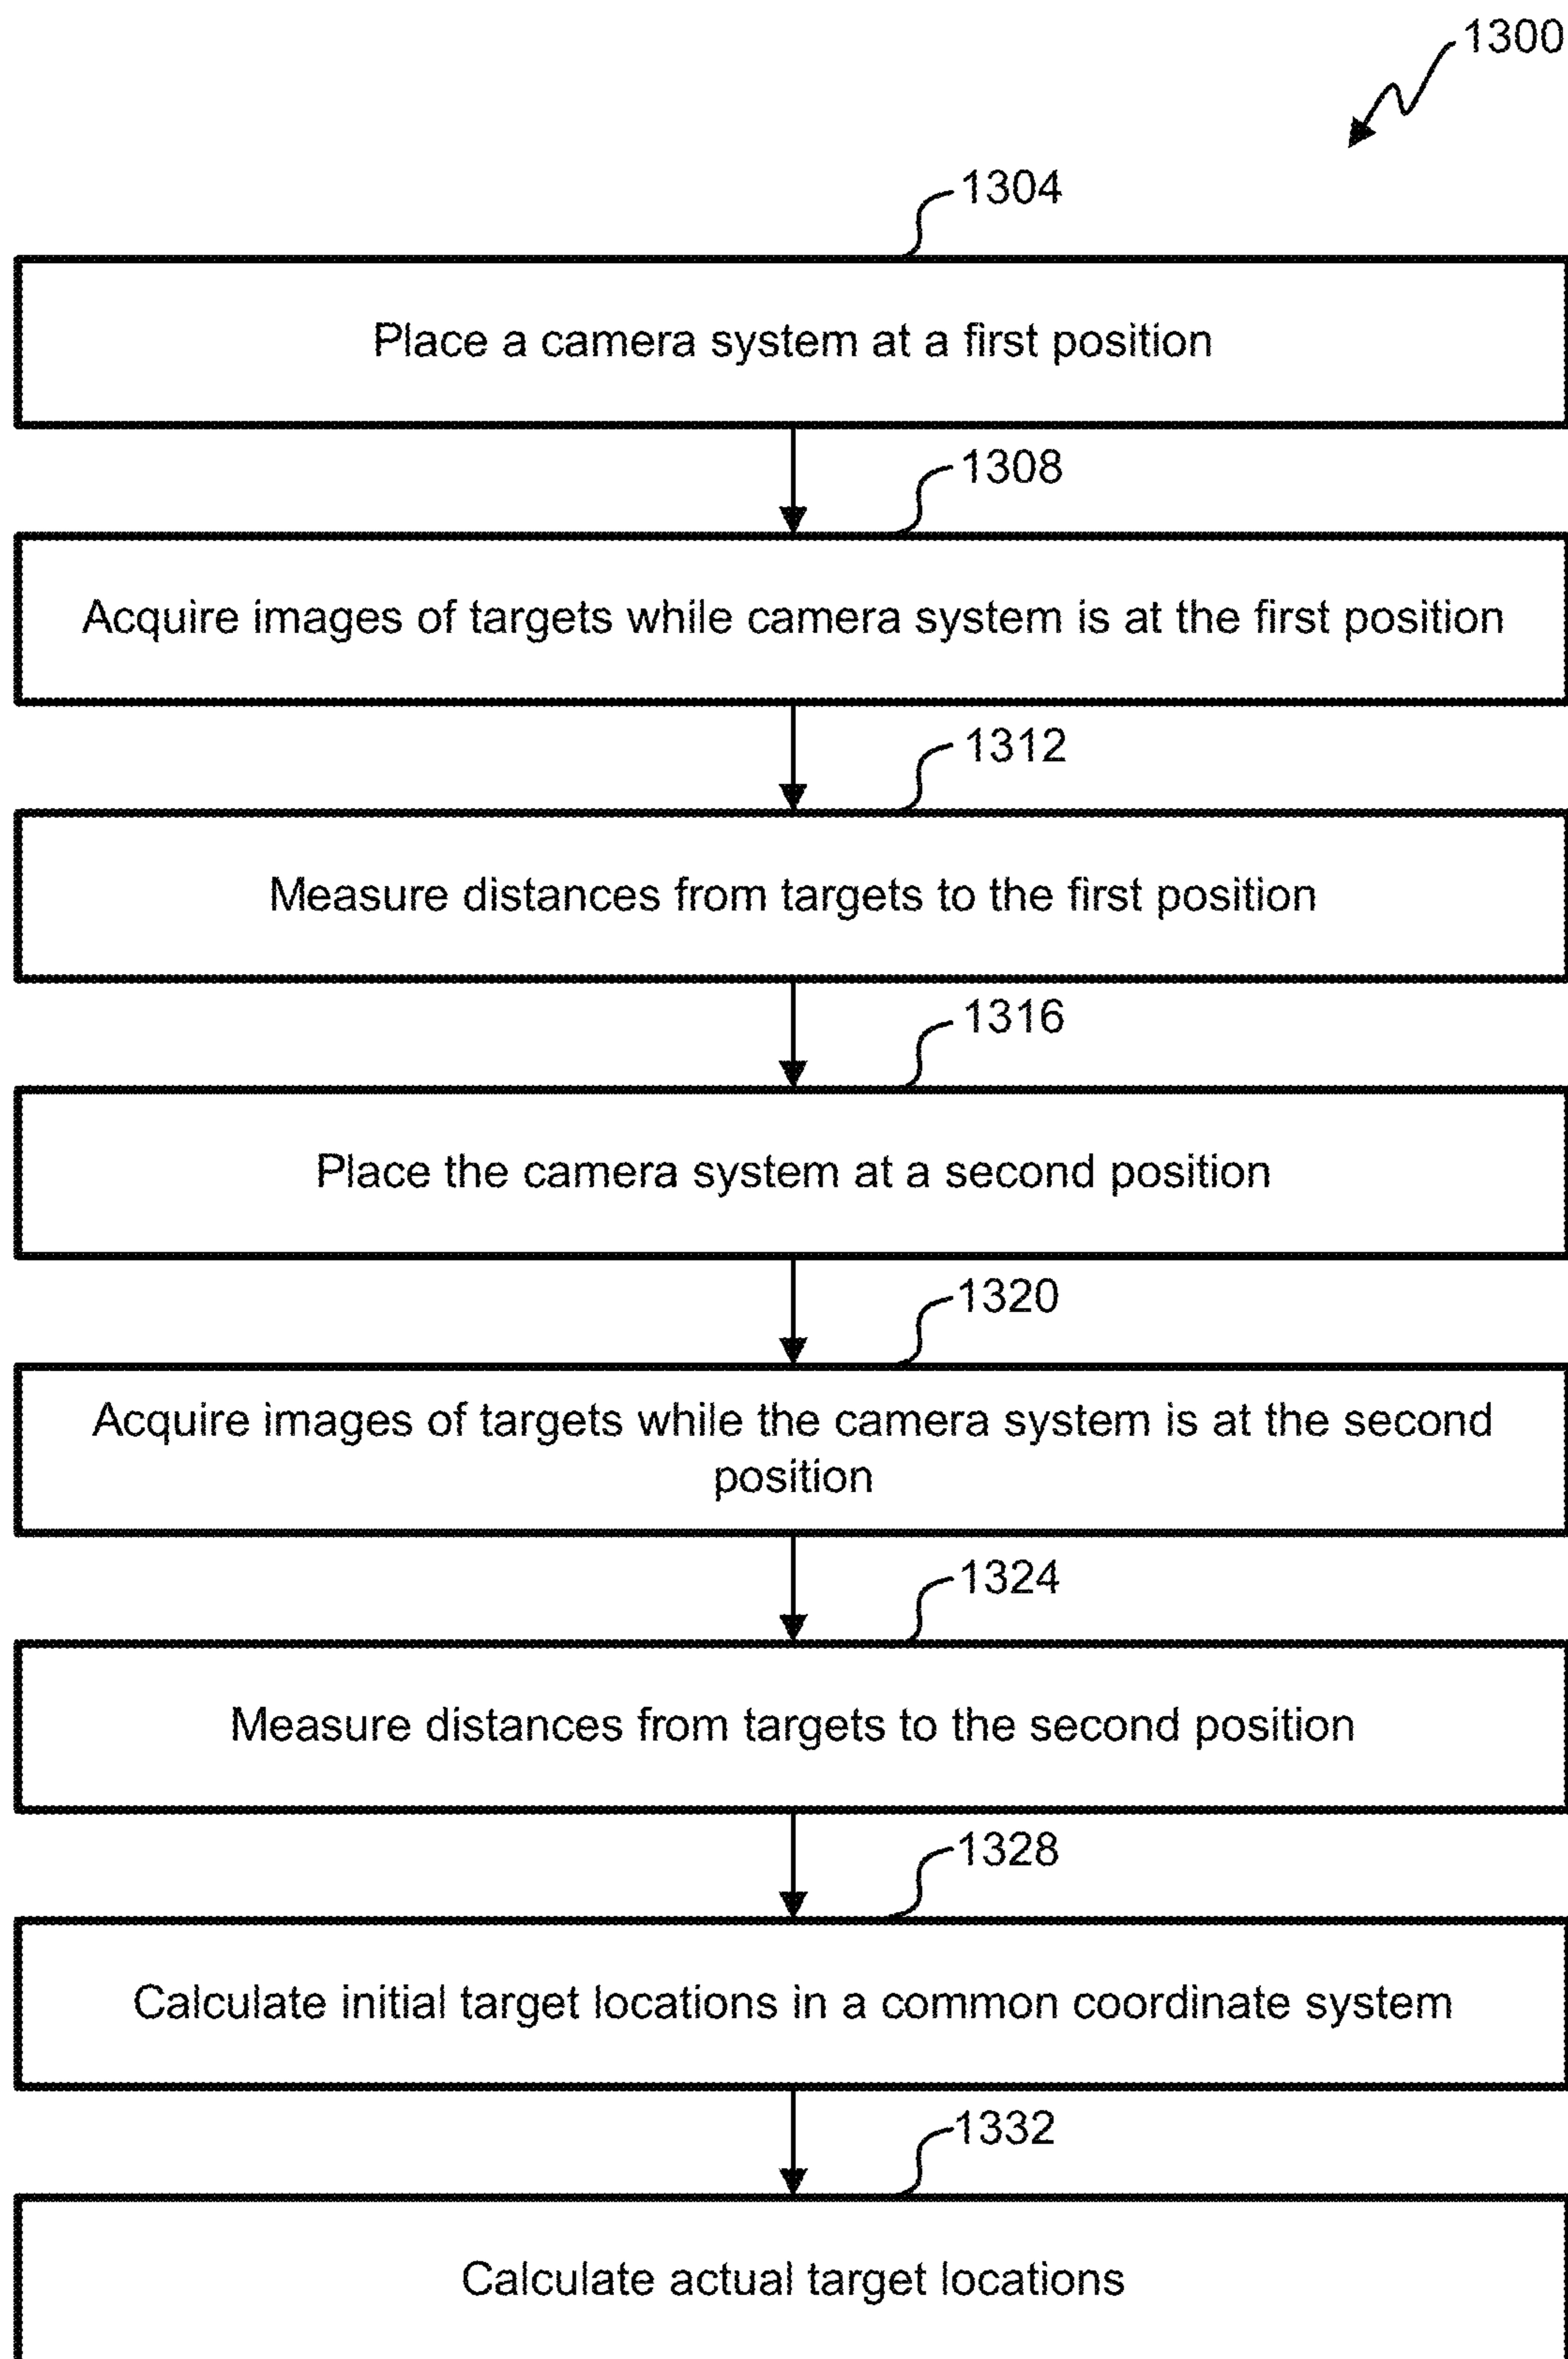 1300
1304
Place a camera system at a first position
1308
Acquire images of targets while camera system is at the first position
1312
Measure distances from targets to the first position
1316
Place the camera system at a second position
1320
Acquire images of targets while the camera system is at the second
position
1324
Measure distances from targets to the second position
1328
Calculate initial target locations in a common coordinate system
1332
Calculate actual target locations